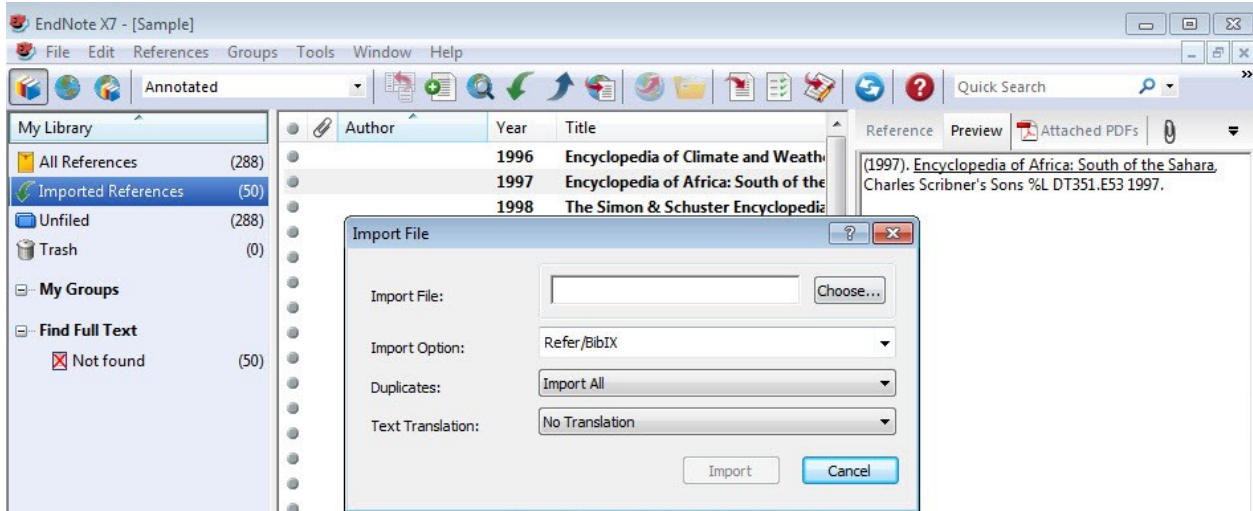 EndNote X7 - [Sample]
File Edit References Groups Tools Window Help
Annotated
Quick Search
My Library
All References (288)
Imported References (50)
Unfiled (288)
Trash (0)
My Groups
Find Full Text
Not found (50)
Author Year Title
1996 Encyclopedia of Climate and Weath
1997 Encyclopedia of Africa: South of the
1998 The Simon & Schuster Encyclopedia
Reference Preview Attached PDFs
(1997). Encyclopedia of Africa: South of the Sahara,
Charles Scribner's Sons %L DT351.E53 1997.
Import File
Import File: Choose...
Import Option: Refer/BibIX
Duplicates: Import All
Text Translation: No Translation
Import Cancel